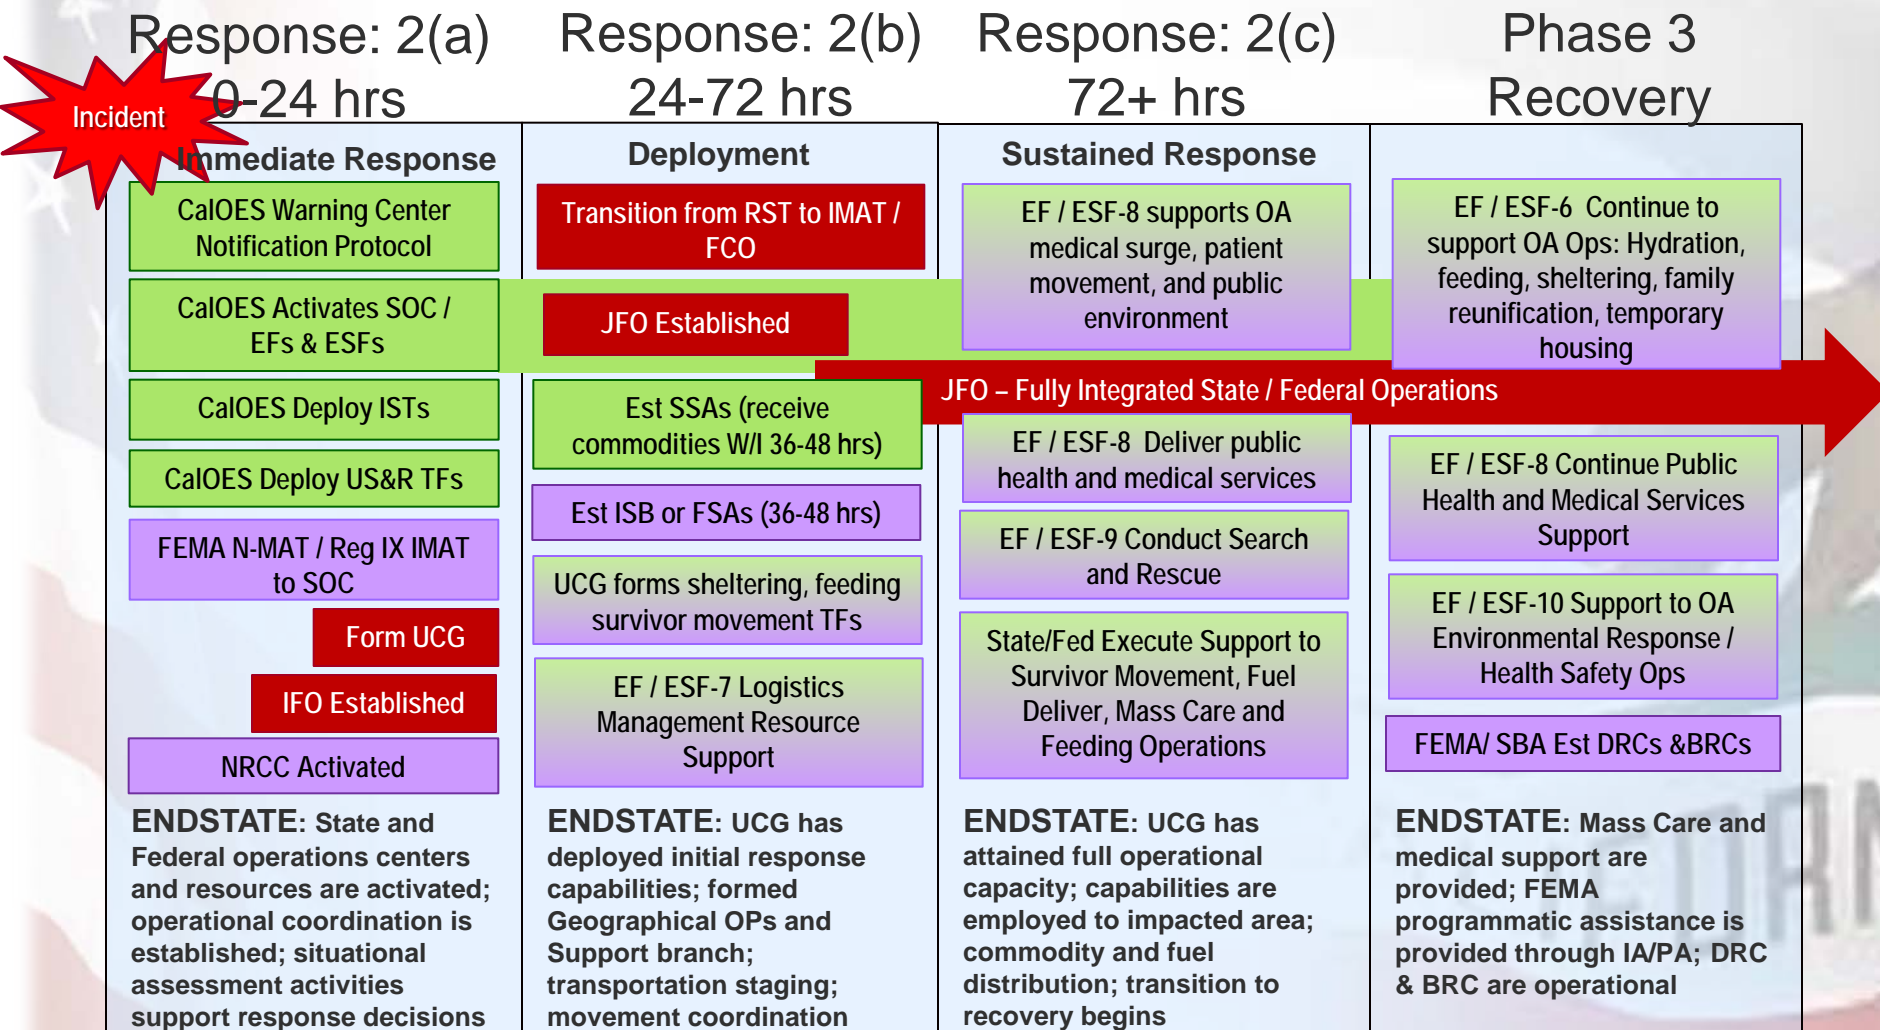 Response: 2(a)
0-24 hrs
Response: 2(b)
24-72 hrs
Response: 2(c)
72+ hrs
Phase 3
Recovery
Incident
Immediate Response
CalOES Warning Center
Notification Protocol
CalOES Activates SOC /
EFs & ESFs
CalOES Deploy ISTs
CalOES Deploy US&R TFs
FEMA N-MAT / Reg IX IMAT
to SOC
Form UCG
IFO Established
NRCC Activated
ENDSTATE: State and
Federal operations centers
and resources are activated;
operational coordination is
established; situational
assessment activities
support response decisions
Deployment
Transition from RST to IMAT /
FCO
JFO Established
Est SSAs (receive
commodities W/I 36-48 hrs)
Est ISB or FSAs (36-48 hrs)
UCG forms sheltering, feeding
survivor movement TFs
EF / ESF-7 Logistics
Management Resource
Support
ENDSTATE: UCG has
deployed initial response
capabilities; formed
Geographical OPs and
Support branch;
transportation staging;
movement coordination
Sustained Response
EF / ESF-8 supports OA
medical surge, patient
movement, and public
environment
JFO – Fully Integrated State / Federal Operations
EF / ESF-8 Deliver public
health and medical services
EF / ESF-9 Conduct Search
and Rescue
State/Fed Execute Support to
Survivor Movement, Fuel
Deliver, Mass Care and
Feeding Operations
ENDSTATE: UCG has
attained full operational
capacity; capabilities are
employed to impacted area;
commodity and fuel
distribution; transition to
recovery begins
EF / ESF-6 Continue to
support OA Ops: Hydration,
feeding, sheltering, family
reunification, temporary
housing
EF / ESF-8 Continue Public
Health and Medical Services
Support
EF / ESF-10 Support to OA
Environmental Response /
Health Safety Ops
FEMA/ SBA Est DRCs &BRCs
ENDSTATE: Mass Care and
medical support are
provided; FEMA
programmatic assistance is
provided through IA/PA; DRC
& BRC are operational